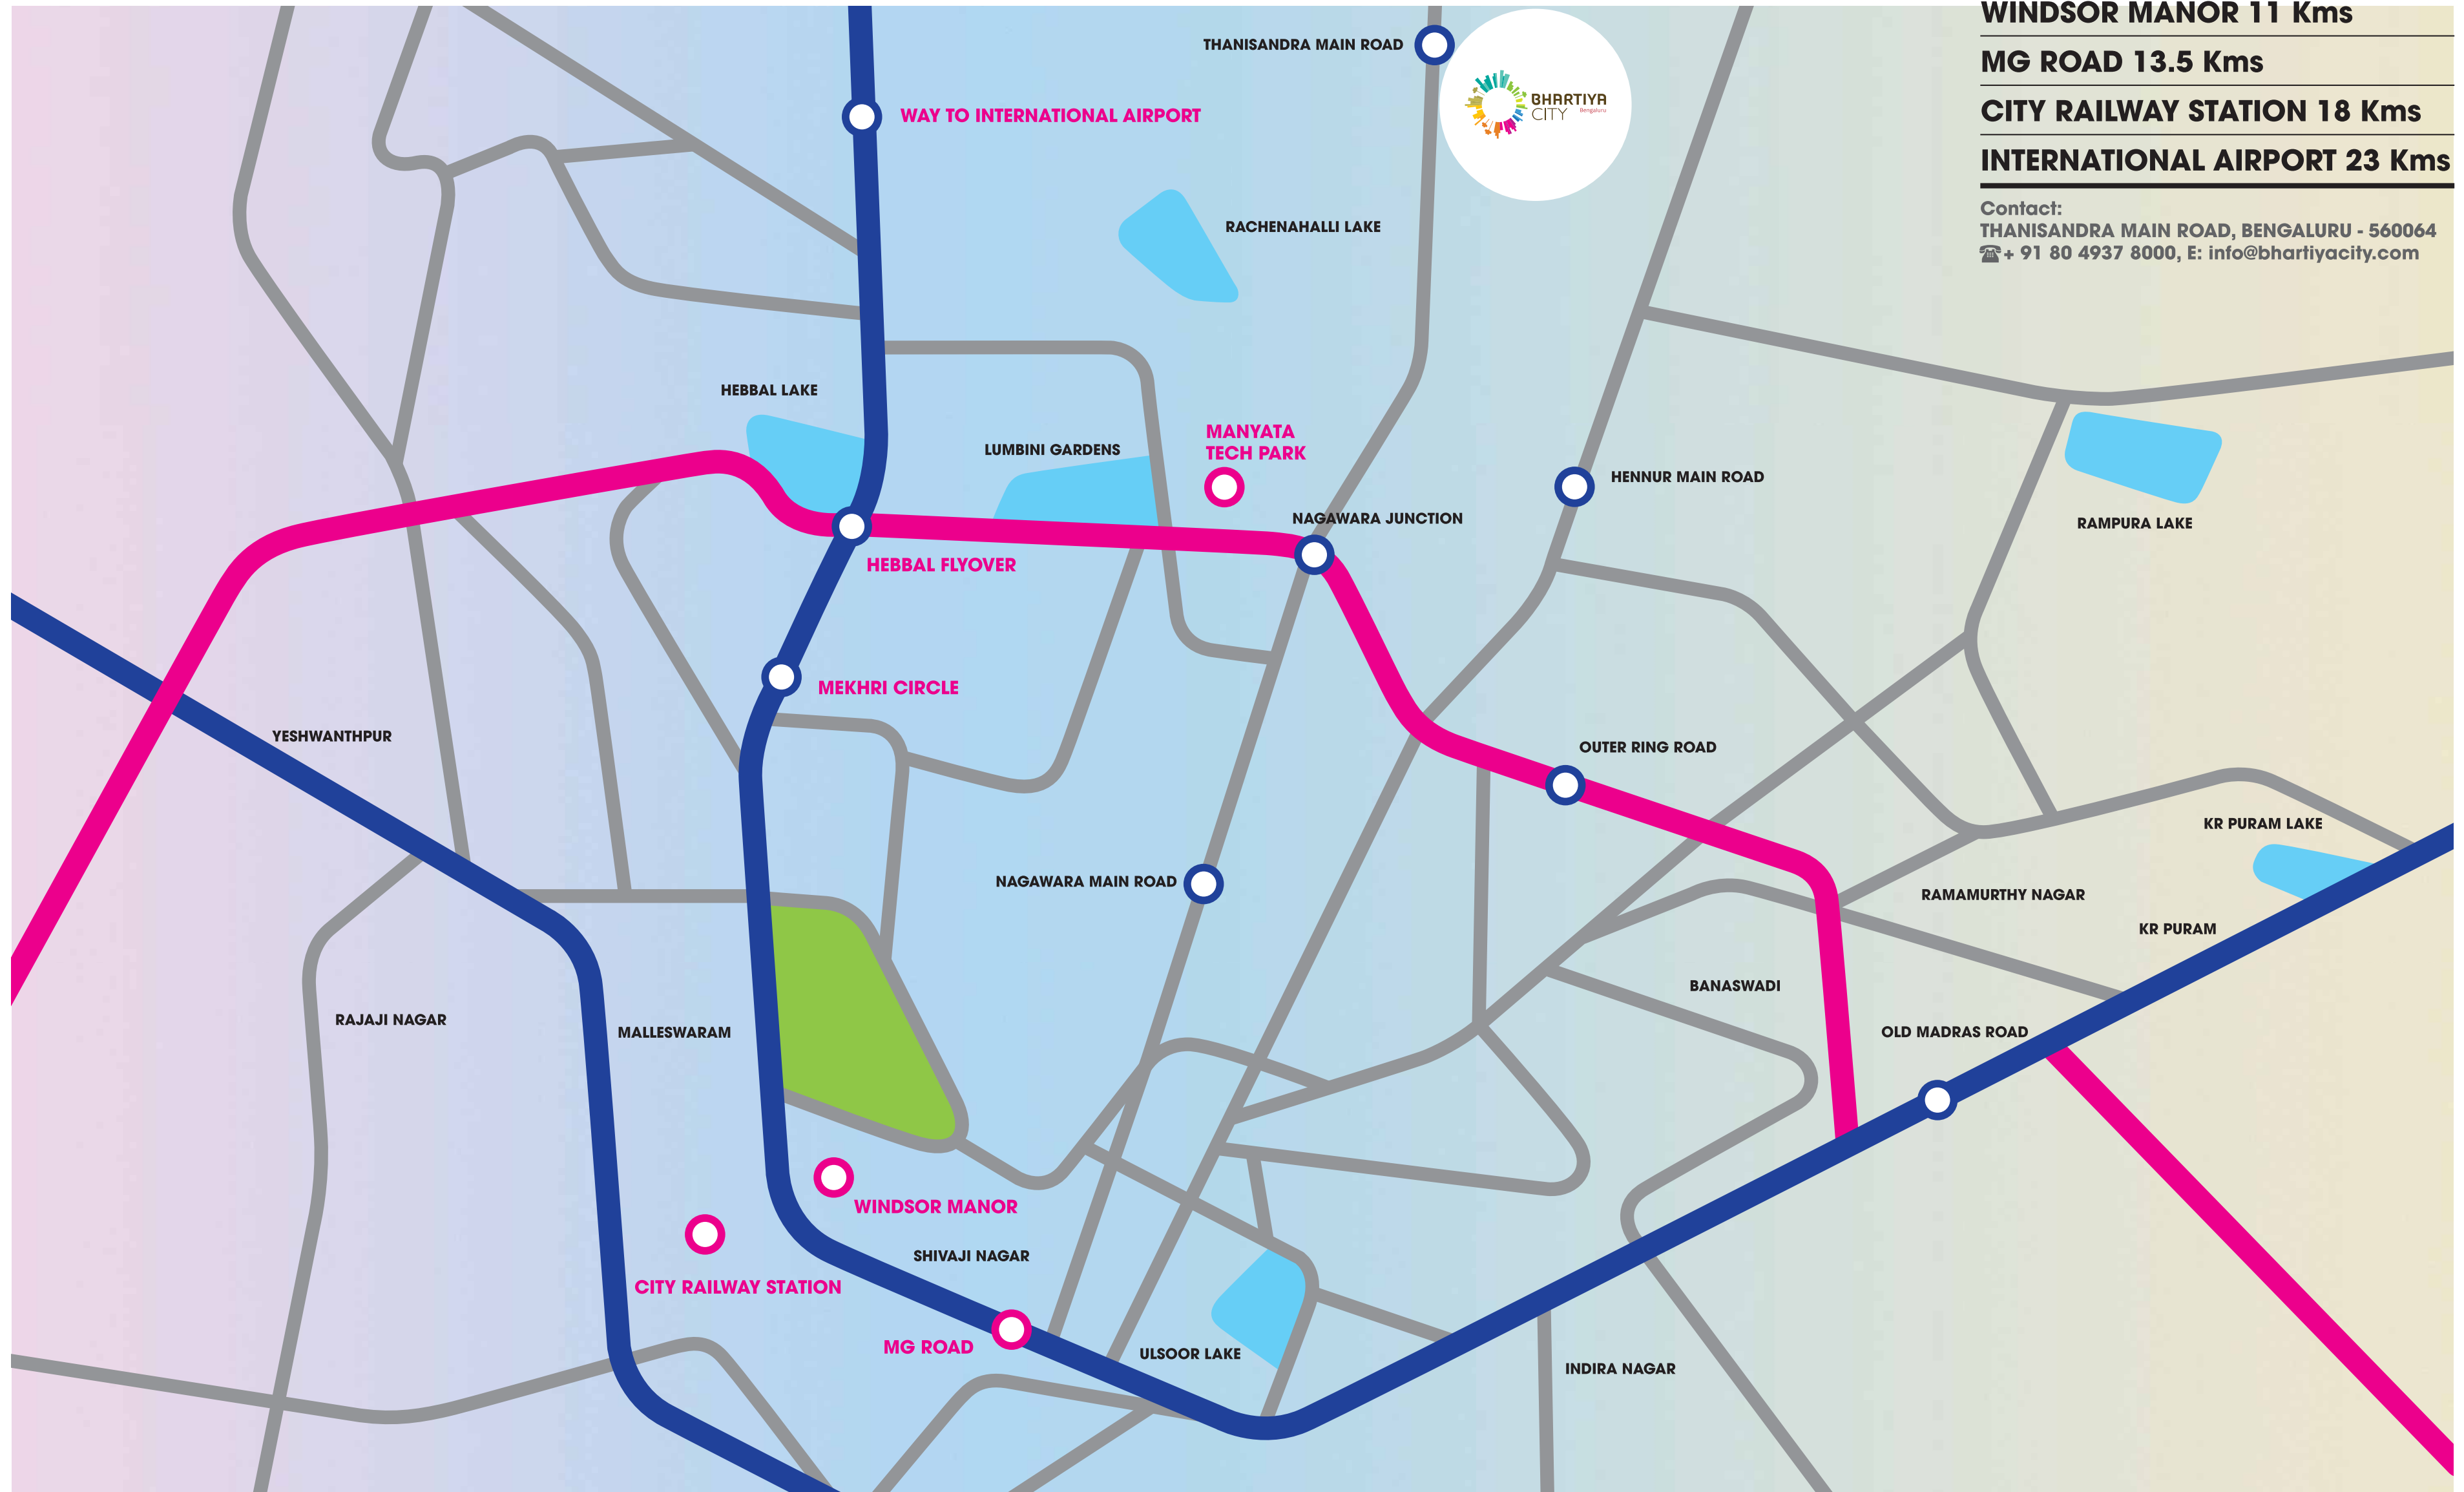 WINDSOR MANOR 11 Kms
MG ROAD 13.5 Kms
CITY RAILWAY STATION 18 Kms
INTERNATIONAL AIRPORT 23 Kms
Contact:
THANISANDRA MAIN ROAD, BENGALURU - 560064
☎+ 91 80 4937 8000, E: info@bhartiyacity.com
THANISANDRA MAIN ROAD
BHARTIYA
CITY Bengaluru
WAY TO INTERNATIONAL AIRPORT
RACHENAHALLI LAKE
HEBBAL LAKE
LUMBINI GARDENS
MANYATA
TECH PARK
HENNUR MAIN ROAD
NAGAWARA JUNCTION
RAMPURA LAKE
HEBBAL FLYOVER
MEKHRI CIRCLE
YESHWANTHPUR
OUTER RING ROAD
KR PURAM LAKE
NAGAWARA MAIN ROAD
RAMAMURTHY NAGAR
KR PURAM
BANASWADI
RAJAJI NAGAR
MALLESWARAM
OLD MADRAS ROAD
WINDSOR MANOR
SHIVAJI NAGAR
CITY RAILWAY STATION
MG ROAD
ULSOOR LAKE
INDIRA NAGAR